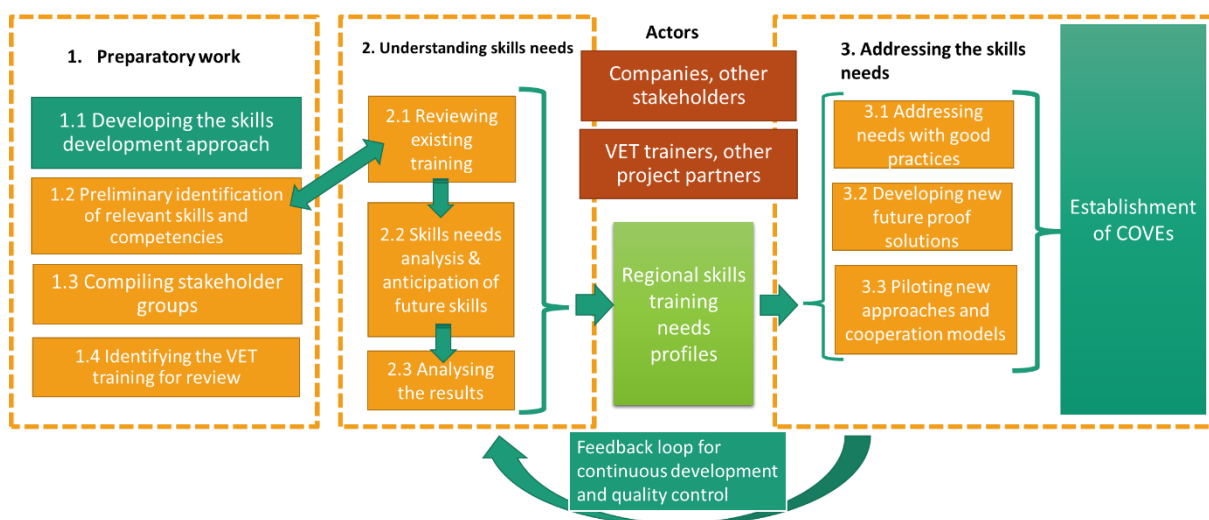 1. Preparatory work
1.1 Developing the skills
development approach
1.2 Preliminary identification
of relevant skills and
competencies
1.3 Compiling stakeholder
groups
1.4 Identifying the VET
training for review
2. Understanding skills needs
2.1 Reviewing
existing
training
2.2 Skills needs
analysis &
anticipation of
future skills
2.3 Analysing
the results
Actors
Companies, other
stakeholders
VET trainers, other
project partners
Regional skills
training
needs
profiles
3. Addressing the skills
needs
3.1 Addressing
needs with good
practices
3.2 Developing new
future proof
solutions
3.3 Piloting new
approaches and
cooperation models
Establishment
of COVEs
Feedback loop for
continuous development
and quality control